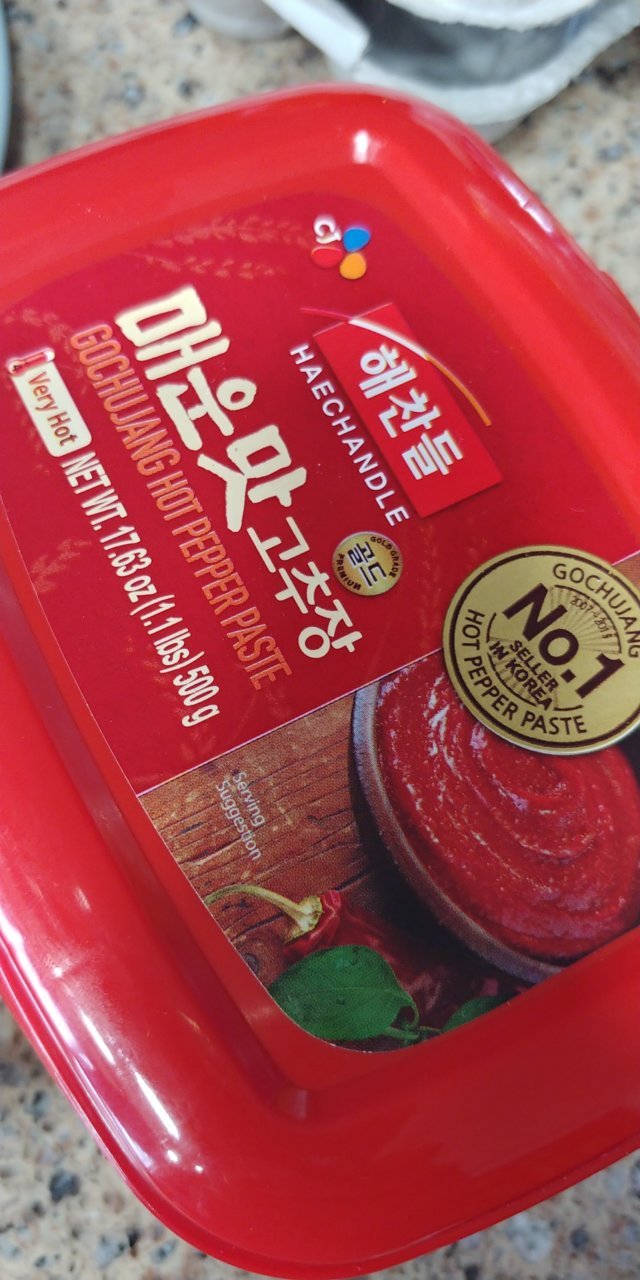 CJ
해찬들
HAECHANDLE
매운맛 고추장
GOCHUJANG HOT PEPPER PASTE
Very Hot
NET WT. 17.63 oz (1.1 lbs) 500 g
GOLD GRADE
골드
PREMIUM
GOCHUJANG
No.1
SELLER
IN KOREA
HOT PEPPER PASTE
Serving
Suggestion